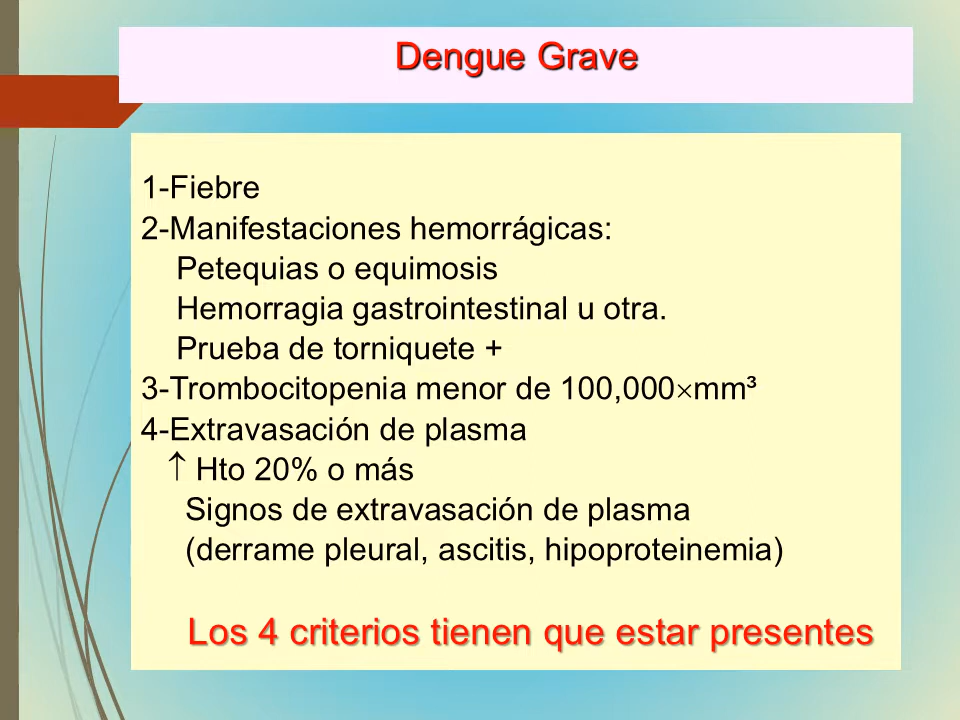 Dengue Grave
1-Fiebre
2-Manifestaciones hemorrágicas:
Petequias o equimosis
Hemorragia gastrointestinal u otra.
Prueba de torniquete +
3-Trombocitopenia menor de 100,000×mm³
4-Extravasación de plasma
↑ Hto 20% o más
Signos de extravasación de plasma
(derrame pleural, ascitis, hipoproteinemia)
Los 4 criterios tienen que estar presentes